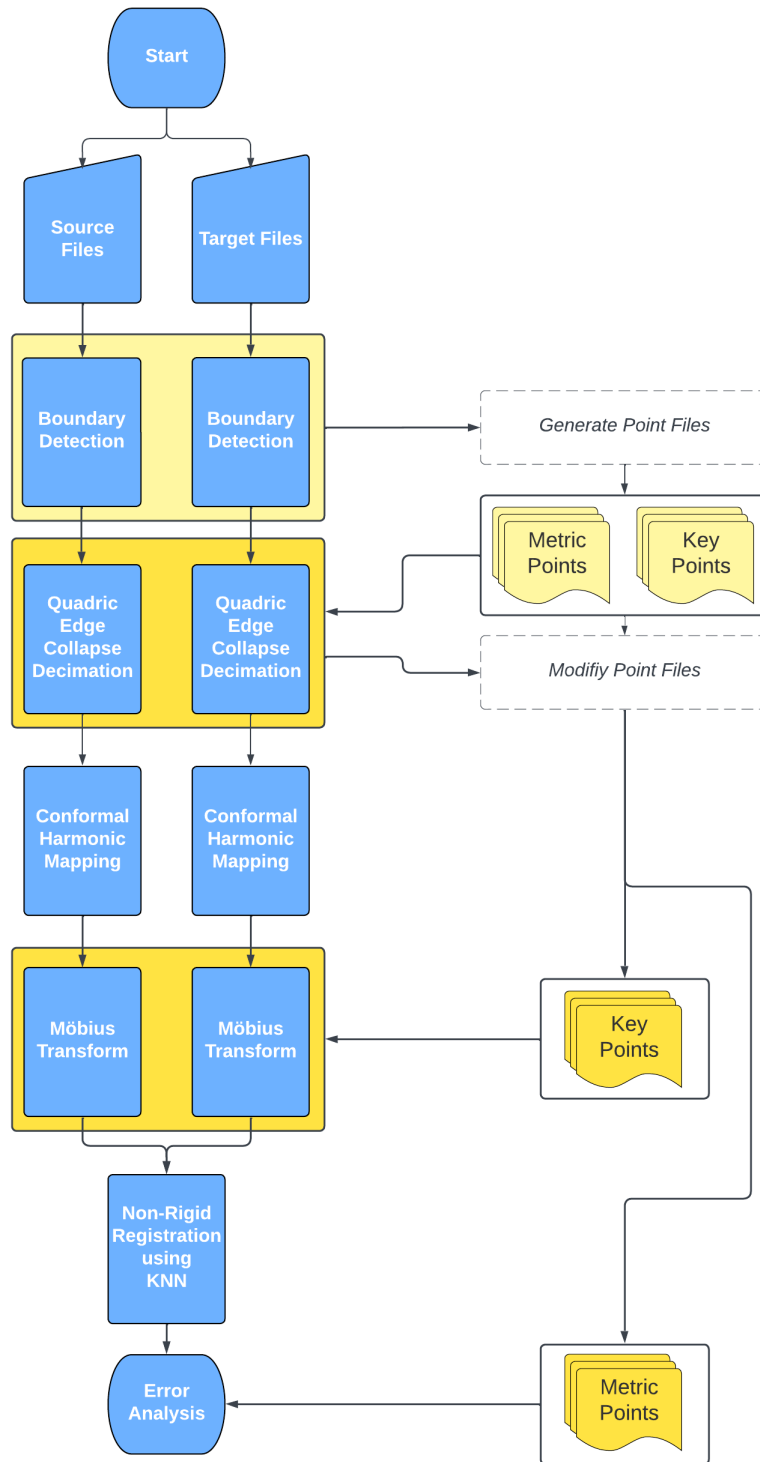 Start
Source
Files
Target Files
Boundary
Detection
Boundary
Detection
Generate Point Files
Metric
Points
Key
Points
Quadric
Edge
Collapse
Decimation
Quadric
Edge
Collapse
Decimation
Modifiy Point Files
Conformal
Harmonic
Mapping
Conformal
Harmonic
Mapping
Möbius
Transform
Möbius
Transform
Key
Points
Non-Rigid
Registration
using
KNN
Error
Analysis
Metric
Points